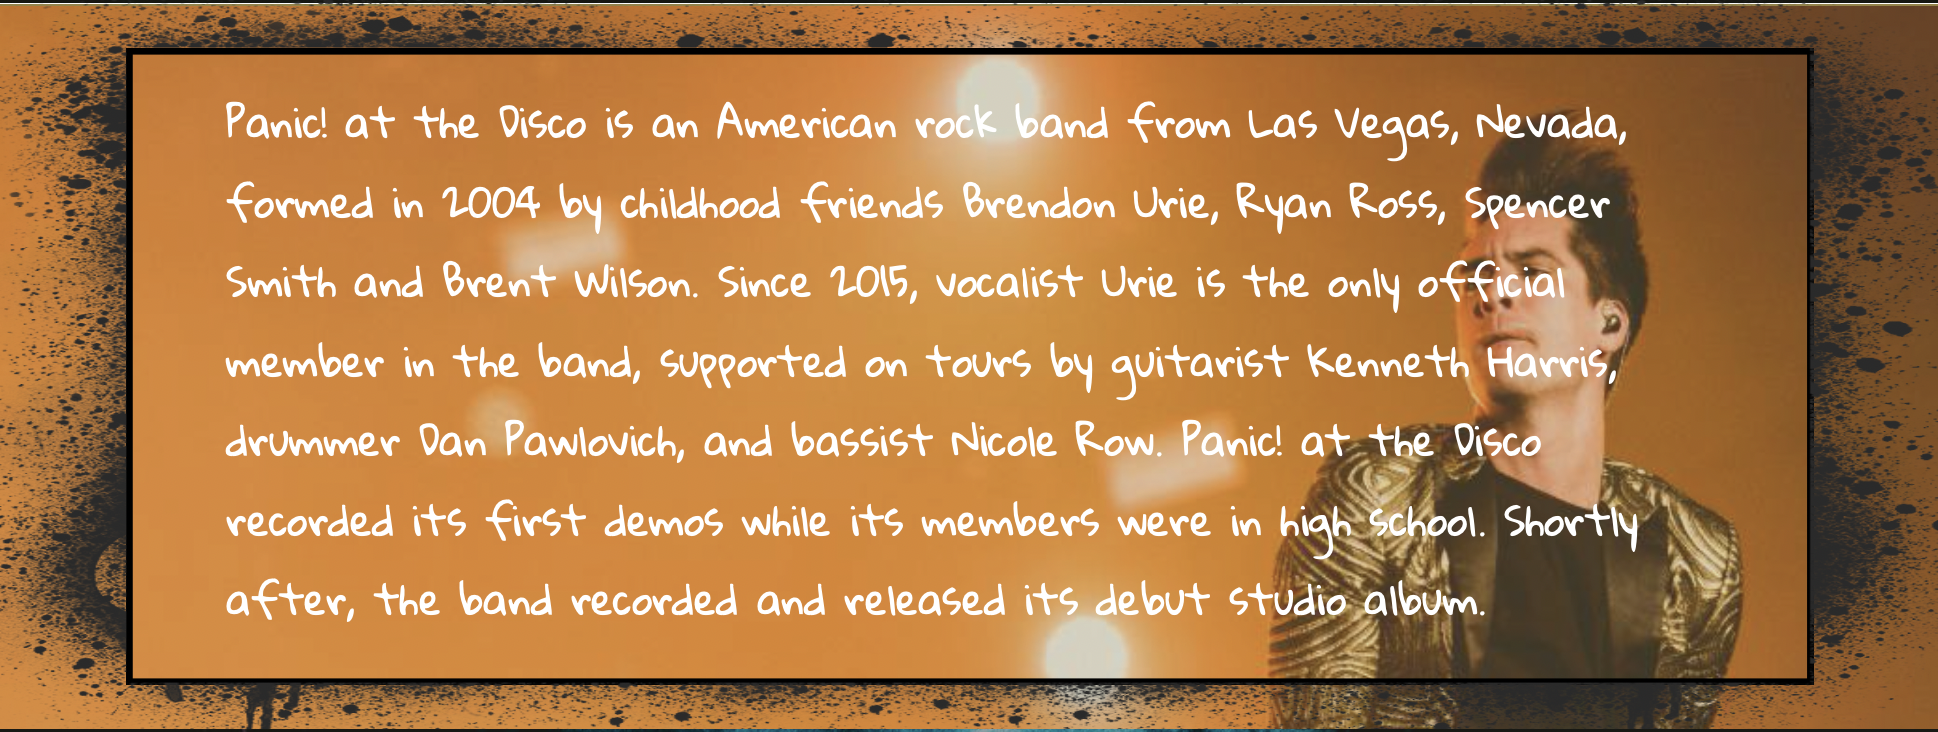 Panic! at the Disco is an American rock band from Las Vegas, Nevada,
formed in 2004 by childhood friends Brendon Urie, Ryan Ross, Spencer
Smith and Brent Wilson. Since 2015, vocalist Urie is the only official
member in the band, supported on tours by guitarist Kenneth Harris,
drummer Dan Pawlovich, and bassist Nicole Row. Panic! at the Disco
recorded its first demos while its members were in high school. Shortly
after, the band recorded and released its debut studio album.